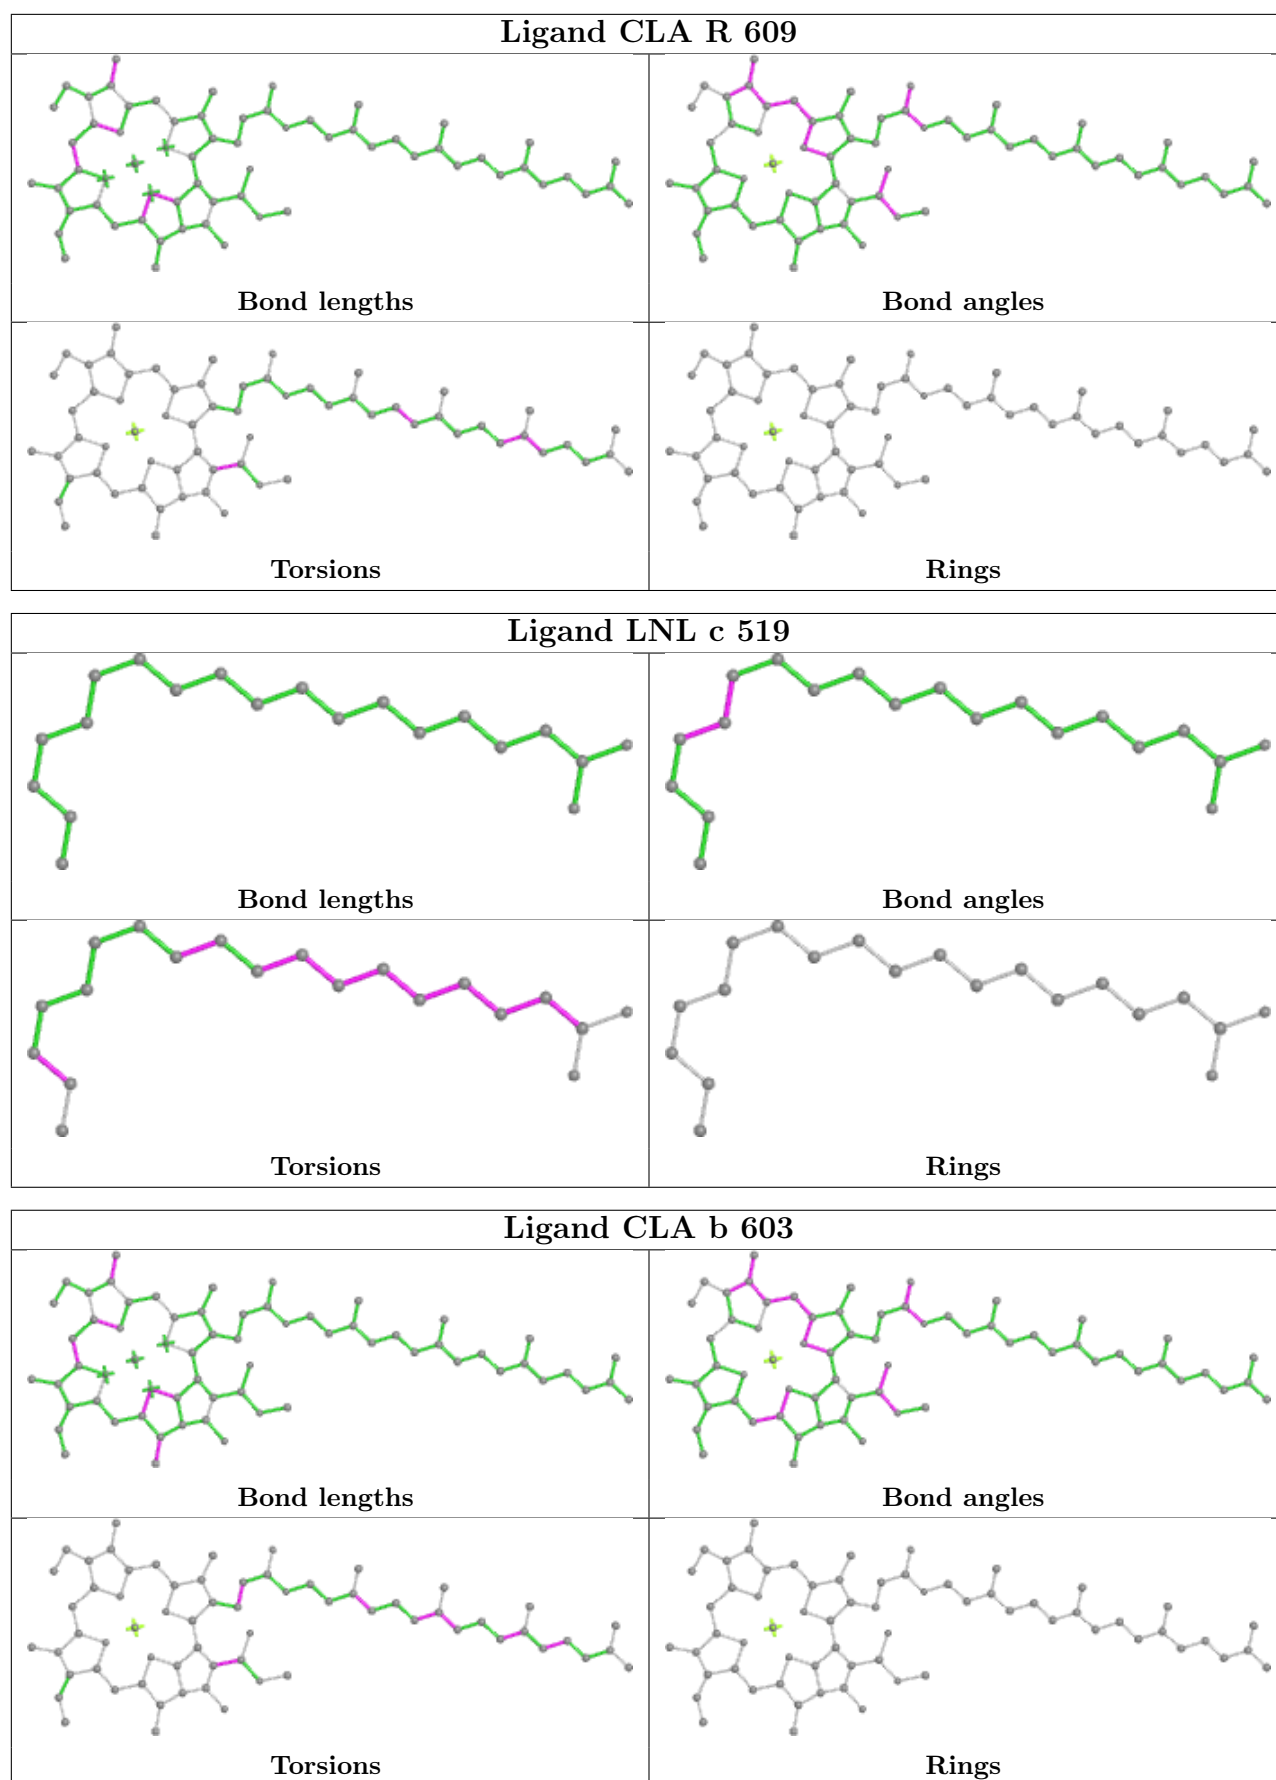 Ligand CLA R 609
Bond lengths
Bond angles
Torsions
Rings
Ligand LNL c 519
Bond lengths
Bond angles
Torsions
Rings
Ligand CLA b 603
Bond lengths
Bond angles
Torsions
Rings